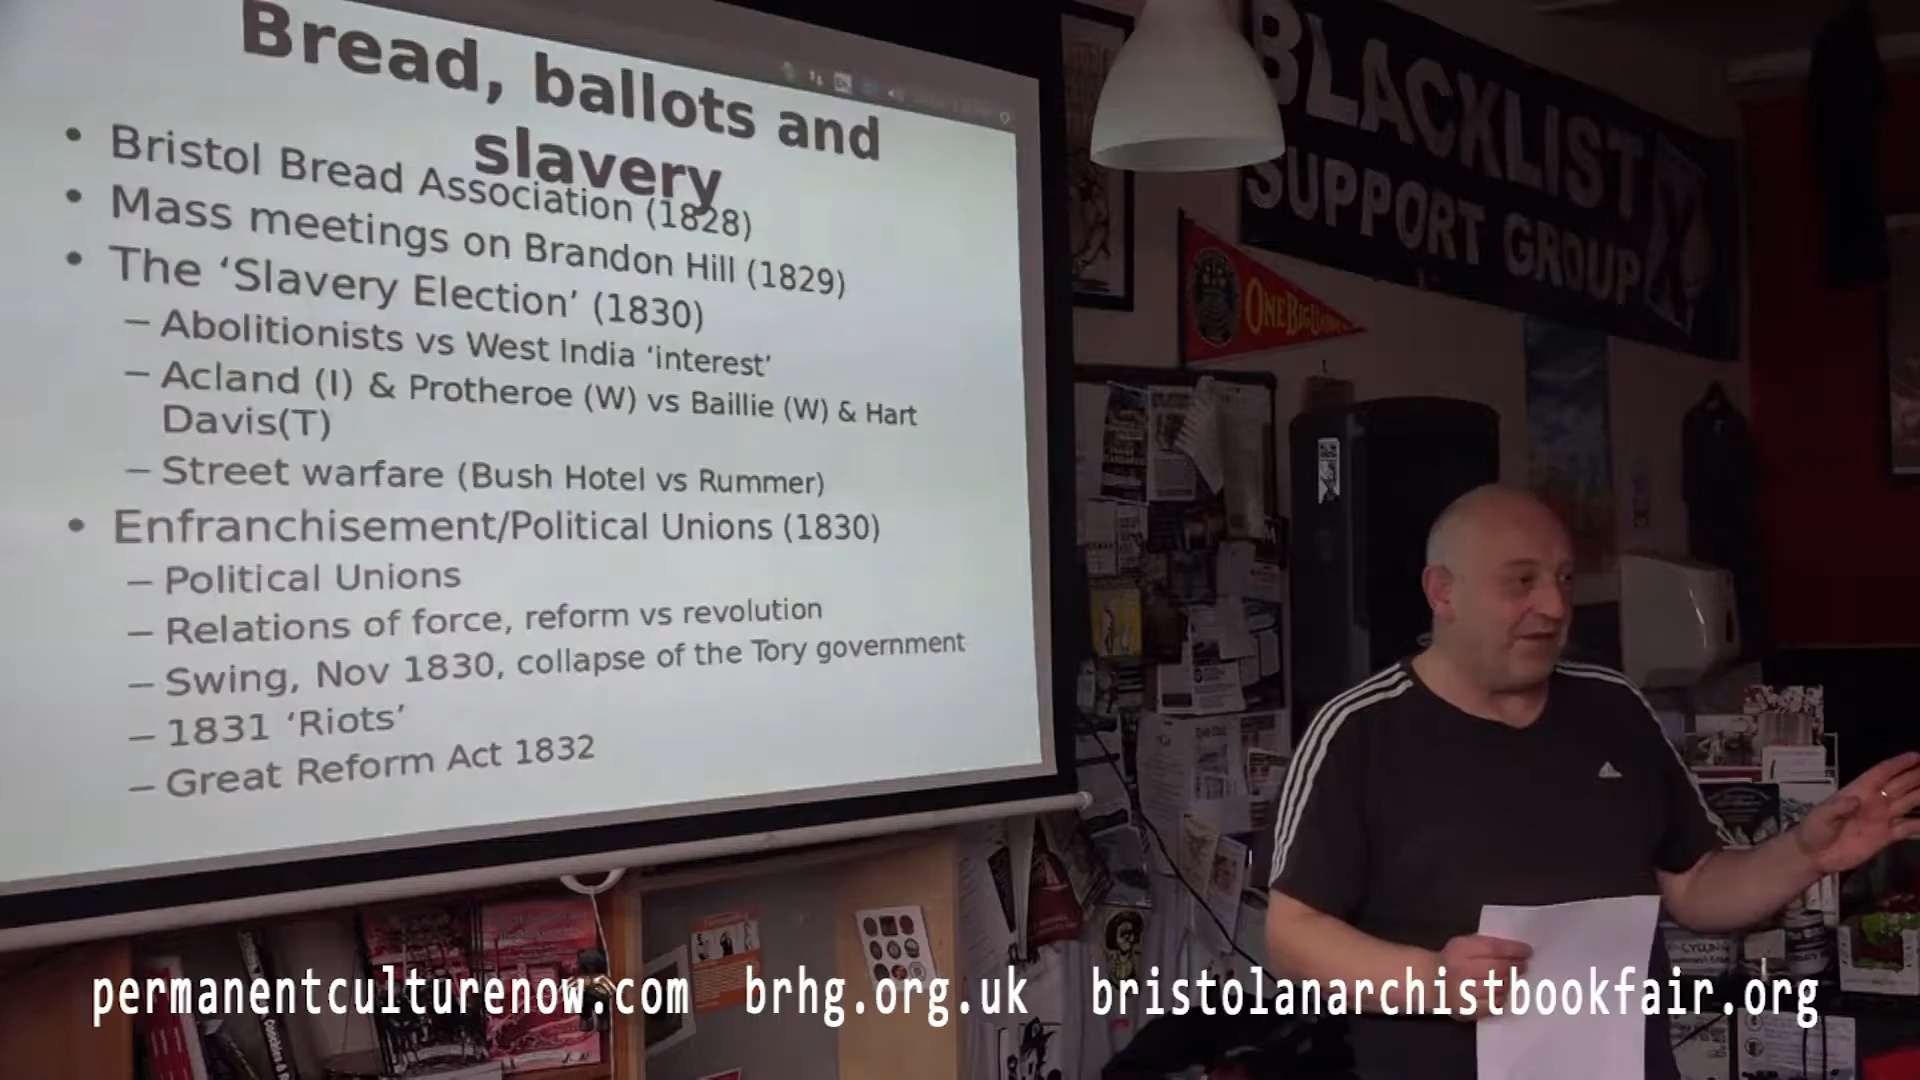 Bread, ballots and
slavery
• Bristol Bread Association (1828)
• Mass meetings on Brandon Hill (1829)
• The ‘Slavery Election’ (1830)
– Abolitionists vs West India ‘interest’
– Acland (I) & Protheroe (W) vs Baillie (W) & Hart
Davis(T)
– Street warfare (Bush Hotel vs Rummer)
• Enfranchisement/Political Unions (1830)
– Political Unions
– Relations of force, reform vs revolution
– Swing, Nov 1830, collapse of the Tory government
– 1831 ‘Riots’
– Great Reform Act 1832
BLACKLIST
SUPPORT GROUP
ONE BIG UNION
permanentculturenow.com brhg.org.uk bristolanarchistbookfair.org